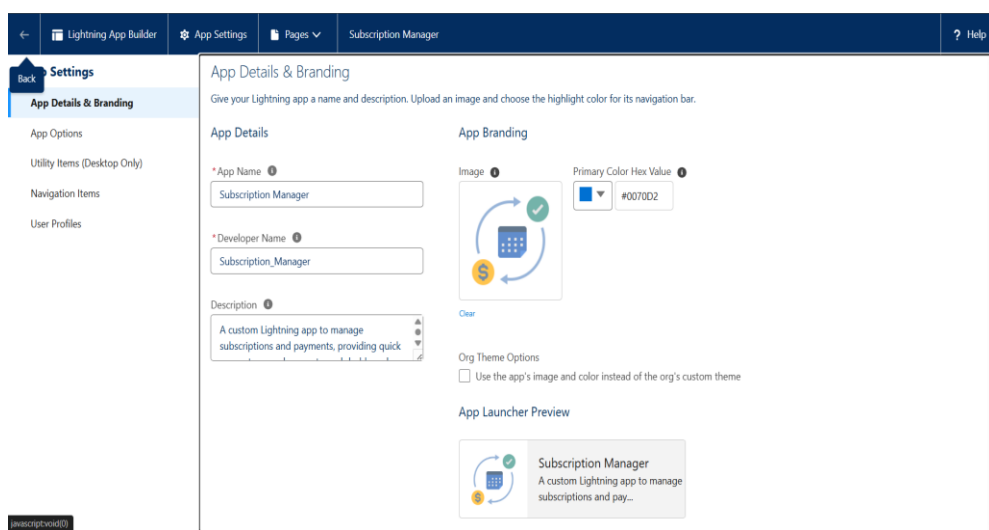 Lightning App Builder
App Settings
Pages
Subscription Manager
? Help
Back
Settings
App Details & Branding
App Options
Utility Items (Desktop Only)
Navigation Items
User Profiles
App Details & Branding
Give your Lightning app a name and description. Upload an image and choose the highlight color for its navigation bar.
App Details
*App Name
Subscription Manager
*Developer Name
Subscription_Manager
Description
A custom Lightning app to manage
subscriptions and payments, providing quick
App Branding
Image
Primary Color Hex Value
#0070D2
$
Clear
Org Theme Options
Use the app's image and color instead of the org's custom theme
App Launcher Preview
$
Subscription Manager
A custom Lightning app to manage
subscriptions and pay...
javascript:void(0)